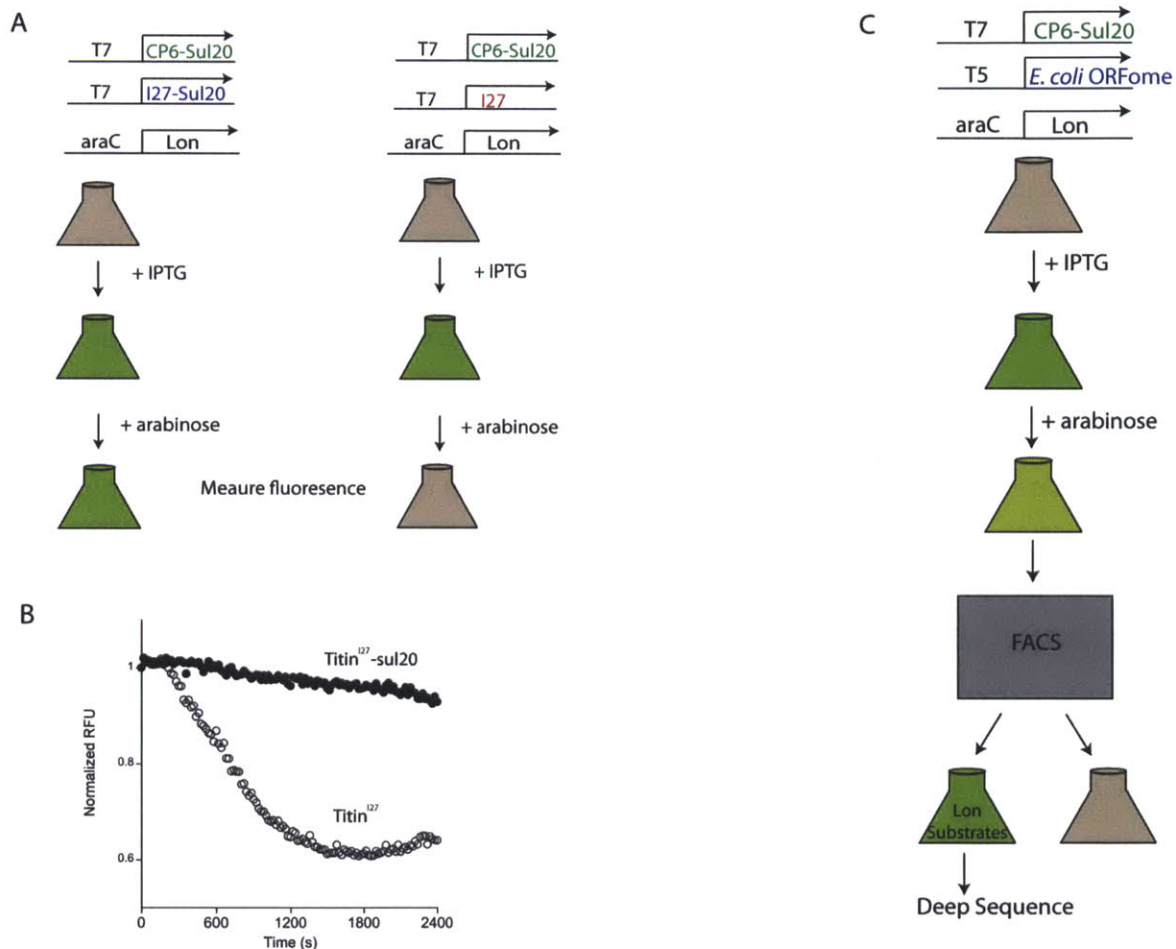 A
T7 CP6-Sul20
T7 I27-Sul20
araC Lon
+ IPTG
+ arabinose
T7 CP6-Sul20
T7 I27
araC Lon
+ IPTG
+ arabinose
Meaure fluoresence
B
Normalized RFU
1
0.8
0.6
Titin I27-sul20
Titin I27
0 600 1200 1800 2400
Time (s)
C
T7 CP6-Sul20
T5 E. coli ORFome
araC Lon
+ IPTG
+ arabinose
FACS
Lon
Substrates
Deep Sequence